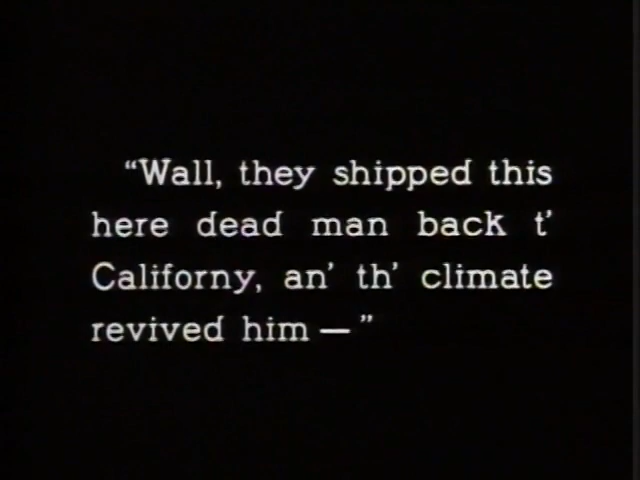 “Wall, they shipped this
here dead man back t’
Californy, an’ th’ climate
revived him — ”